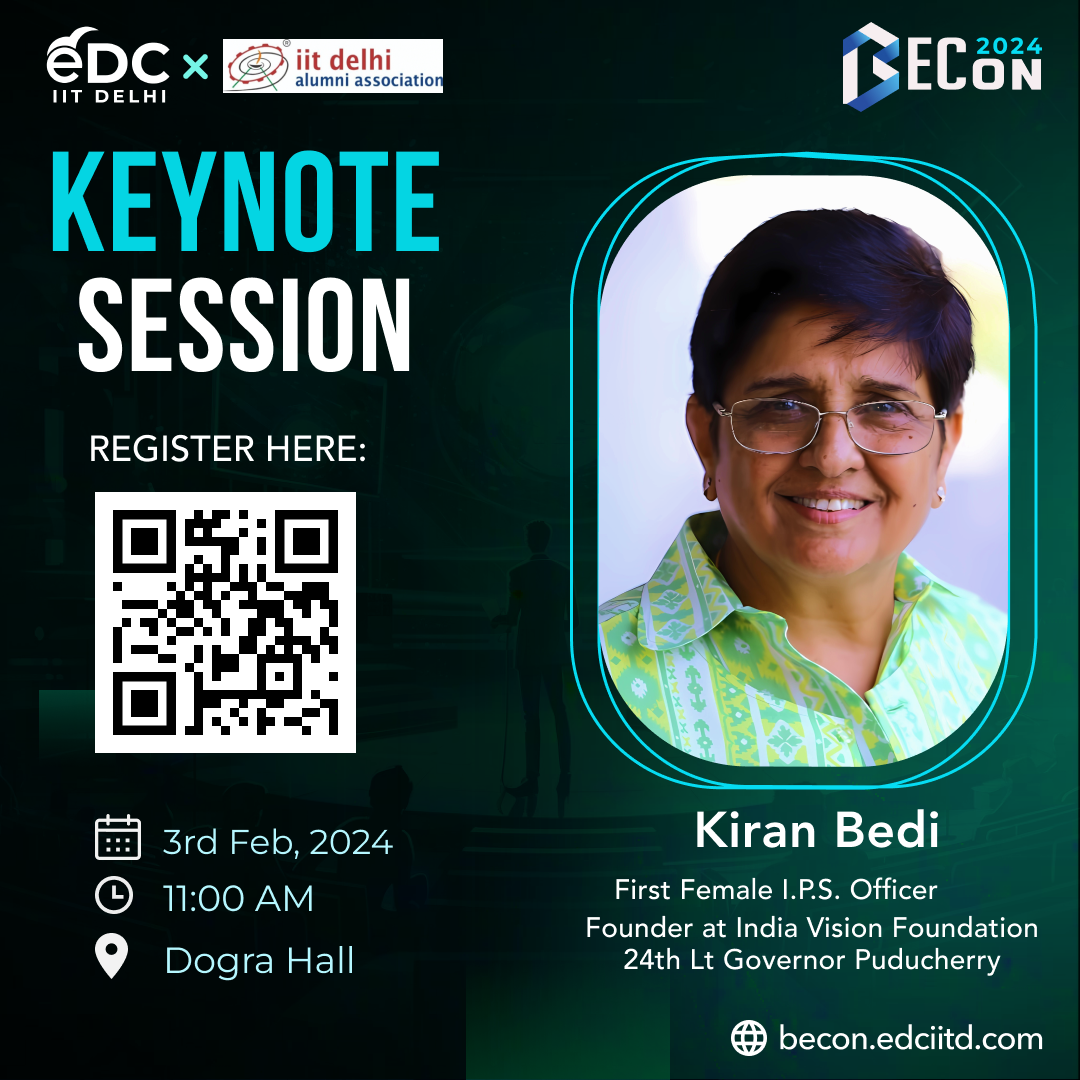 eDC
IIT DELHI
×
iit delhi
®
alumni association
BECON
2024
KEYNOTE
SESSION
REGISTER HERE:
3rd Feb, 2024
11:00 AM
Dogra Hall
Kiran Bedi
First Female I.P.S. Officer
Founder at India Vision Foundation
24th Lt Governor Puducherry
becon.edciitd.com